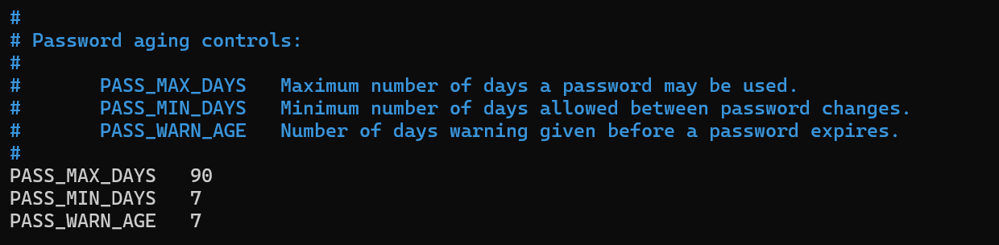 #
# Password aging controls:
#
#       PASS_MAX_DAYS   Maximum number of days a password may be used.
#       PASS_MIN_DAYS   Minimum number of days allowed between password changes.
#       PASS_WARN_AGE   Number of days warning given before a password expires.
#
PASS_MAX_DAYS   90
PASS_MIN_DAYS   7
PASS_WARN_AGE   7